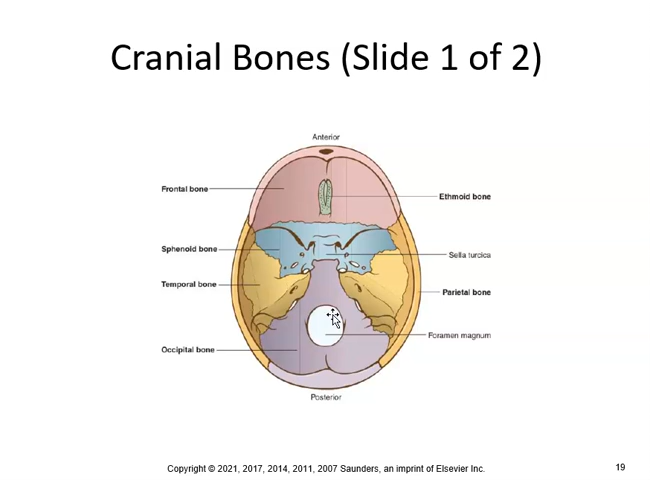 Cranial Bones (Slide 1 of 2)
Anterior
Frontal bone
Ethmoid bone
Sphenoid bone
Sella turcica
Temporal bone
Parietal bone
Foramen magnum
Occipital bone
Posterior
Copyright © 2021, 2017, 2014, 2011, 2007 Saunders, an imprint of Elsevier Inc.
19